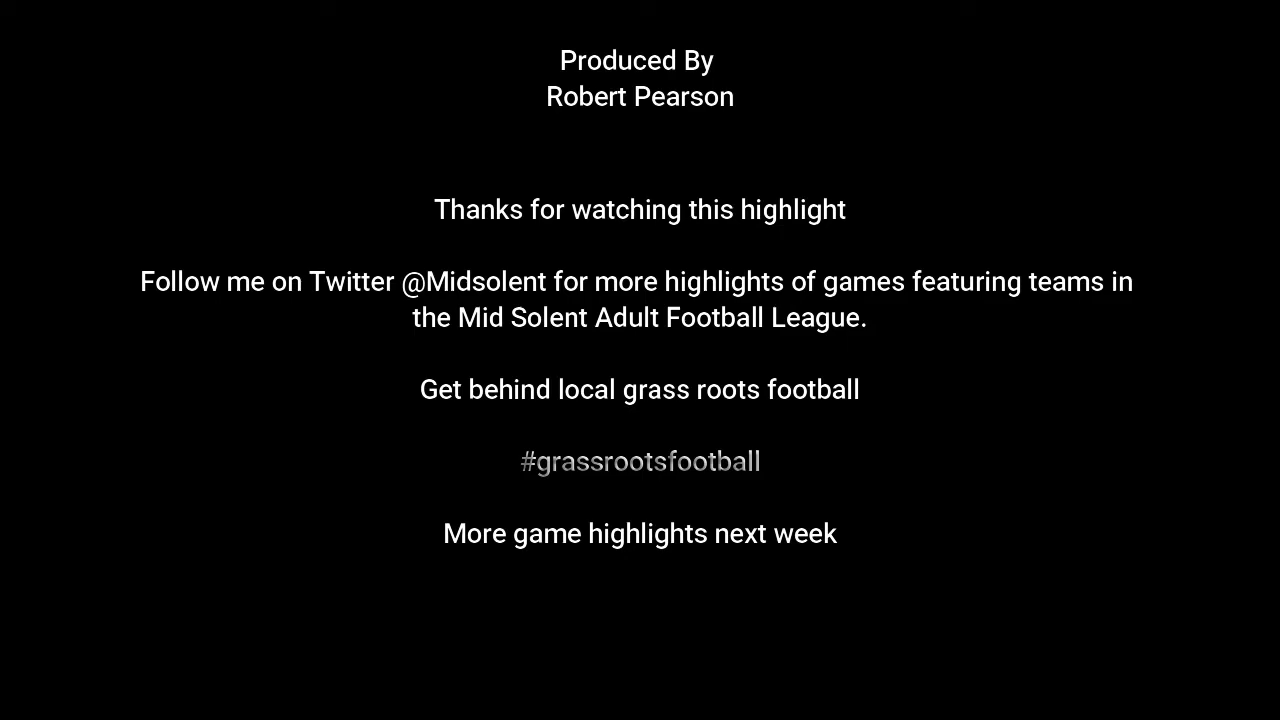 Produced By
Robert Pearson
Thanks for watching this highlight
Follow me on Twitter @Midsolent for more highlights of games featuring teams in
the Mid Solent Adult Football League.
Get behind local grass roots football
#grassrootsfootball
More game highlights next week